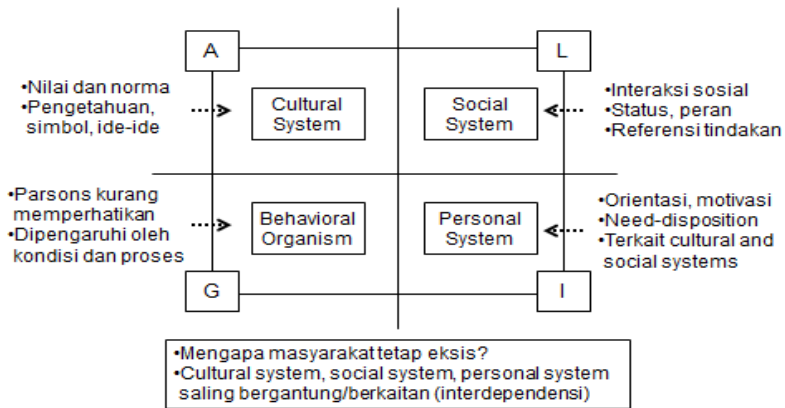 A
L
•Nilai dan norma
•Pengetahuan,
simbol, ide-ide
Cultural
System
Social
System
•Interaksi sosial
•Status, peran
•Referensi tindakan
•Parsons kurang
memperhatikan
•Dipengaruhi oleh
kondisi dan proses
Behavioral
Organism
Personal
System
•Orientasi, motivasi
•Need-disposition
•Terkait cultural and
social systems
G
I
•Mengapa masyarakat tetap eksis?
•Cultural system, social system, personal system
saling bergantung/berkaitan (interdependensi)